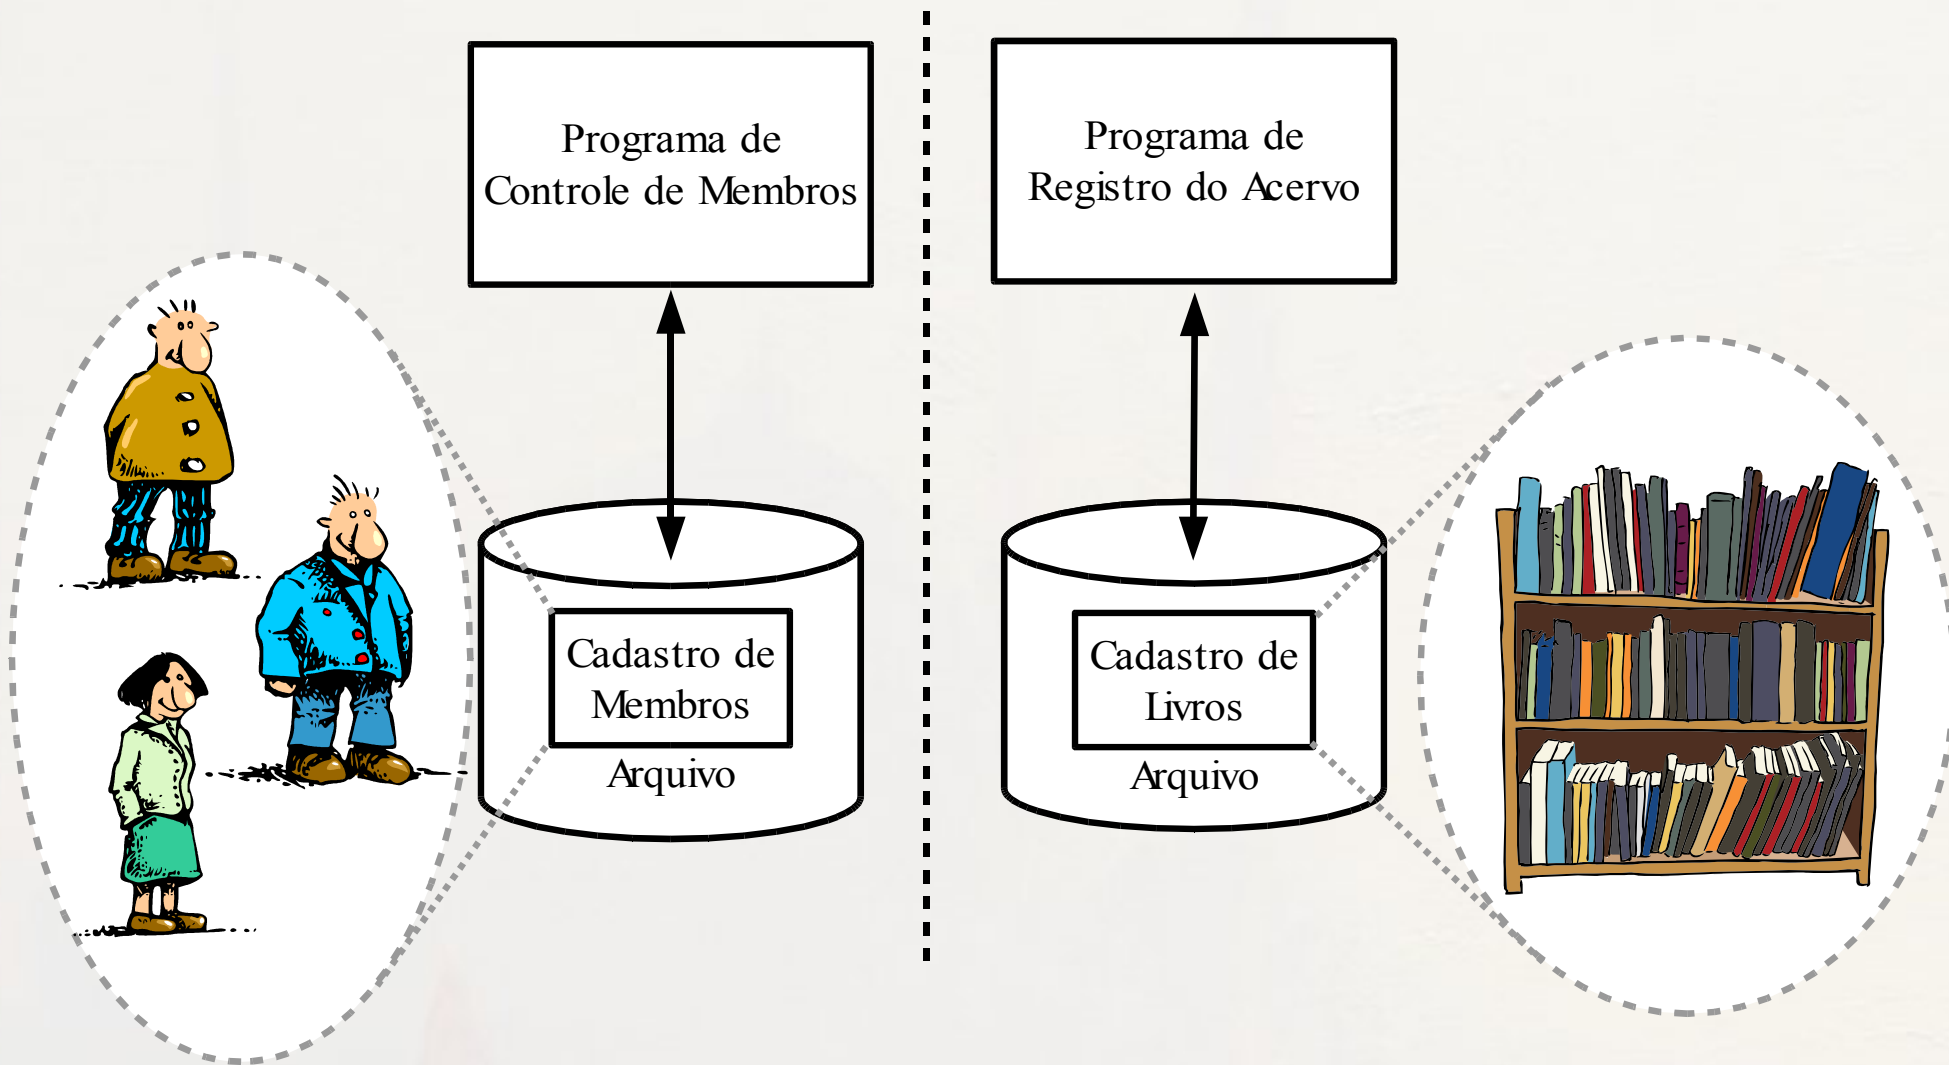 Programa de
Controle de Membros
Cadastro de
Membros
Arquivo
Programa de
Registro do Acervo
Cadastro de
Livros
Arquivo